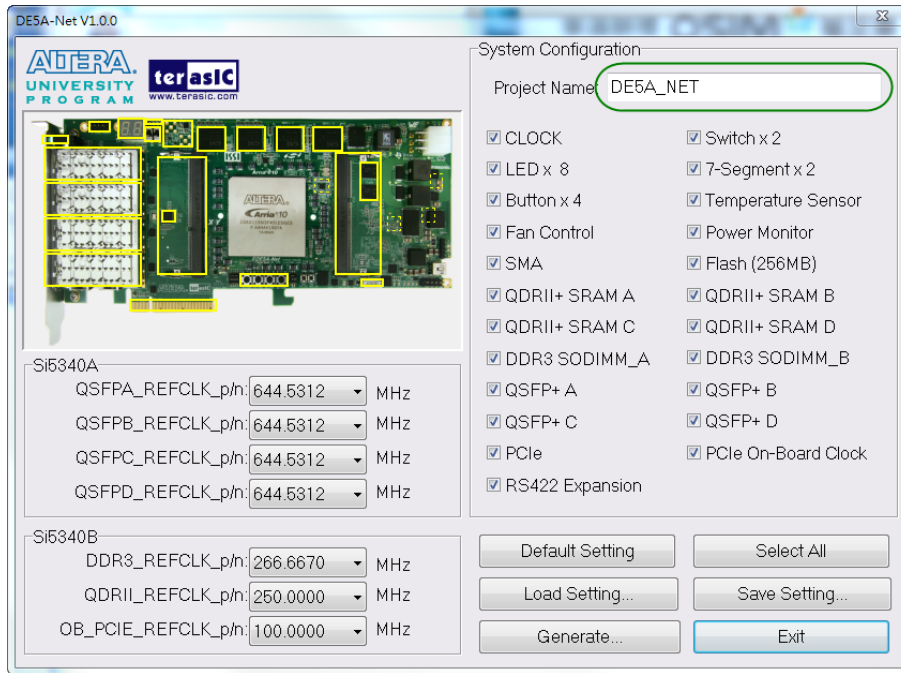 DE5A-Net V1.0.0
ALTERA.
UNIVERSITY
PROGRAM
terasIC
www.terasic.com
ISSI
ALTERA
Arria 10
System Configuration
Project Name: DE5A_NET
CLOCK
Switch x 2
LED x 8
7-Segment x 2
Button x 4
Temperature Sensor
Fan Control
Power Monitor
SMA
Flash (256MB)
QDRII+ SRAM A
QDRII+ SRAM B
QDRII+ SRAM C
QDRII+ SRAM D
DDR3 SODIMM_A
DDR3 SODIMM_B
QSFP+ A
QSFP+ B
QSFP+ C
QSFP+ D
PCIe
PCIe On-Board Clock
RS422 Expansion
Si5340A
QSFPA_REFCLK_p/n: 644.5312 MHz
QSFPB_REFCLK_p/n: 644.5312 MHz
QSFPC_REFCLK_p/n: 644.5312 MHz
QSFPD_REFCLK_p/n: 644.5312 MHz
Si5340B
DDR3_REFCLK_p/n: 266.6670 MHz
QDRII_REFCLK_p/n: 250.0000 MHz
OB_PCIE_REFCLK_p/n: 100.0000 MHz
Default Setting
Select All
Load Setting...
Save Setting...
Generate...
Exit